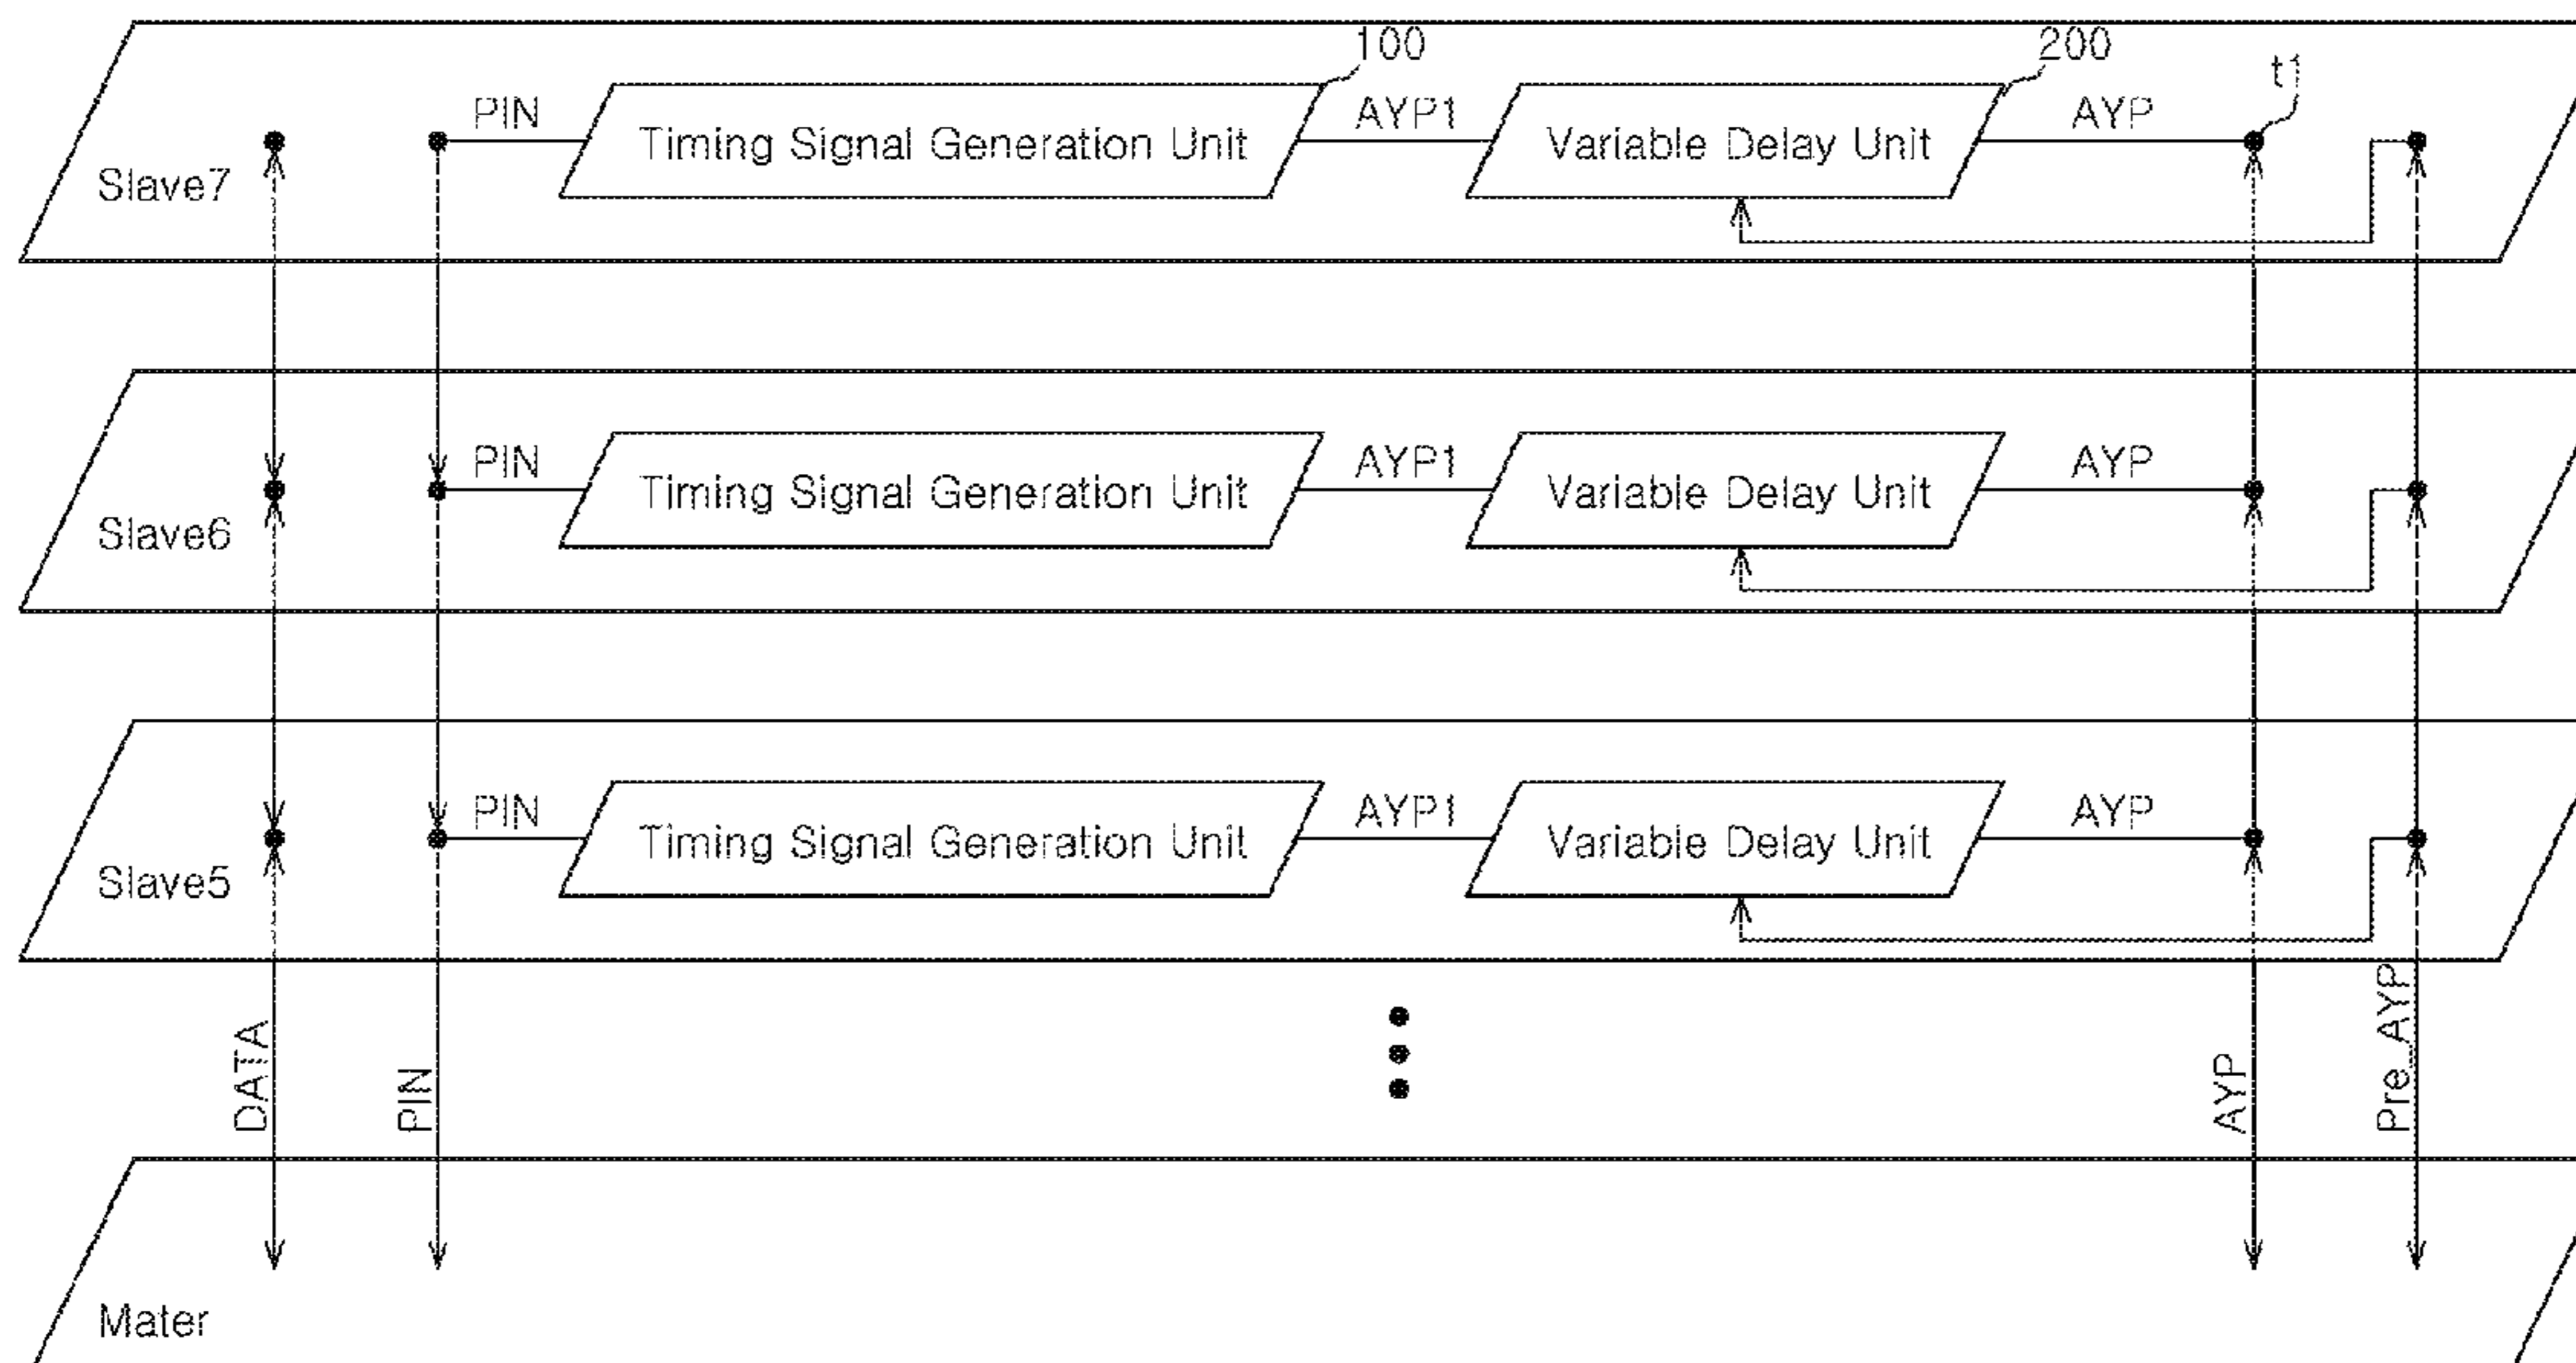 100
200
t1
PIN
AYP1
AYP
Timing Signal Generation Unit
Variable Delay Unit
Slave7
PIN
AYP1
AYP
Timing Signal Generation Unit
Variable Delay Unit
Slave6
PIN
AYP1
AYP
Timing Signal Generation Unit
Variable Delay Unit
Slave5
DATA
PIN
AYP
Pre_AYP
Mater